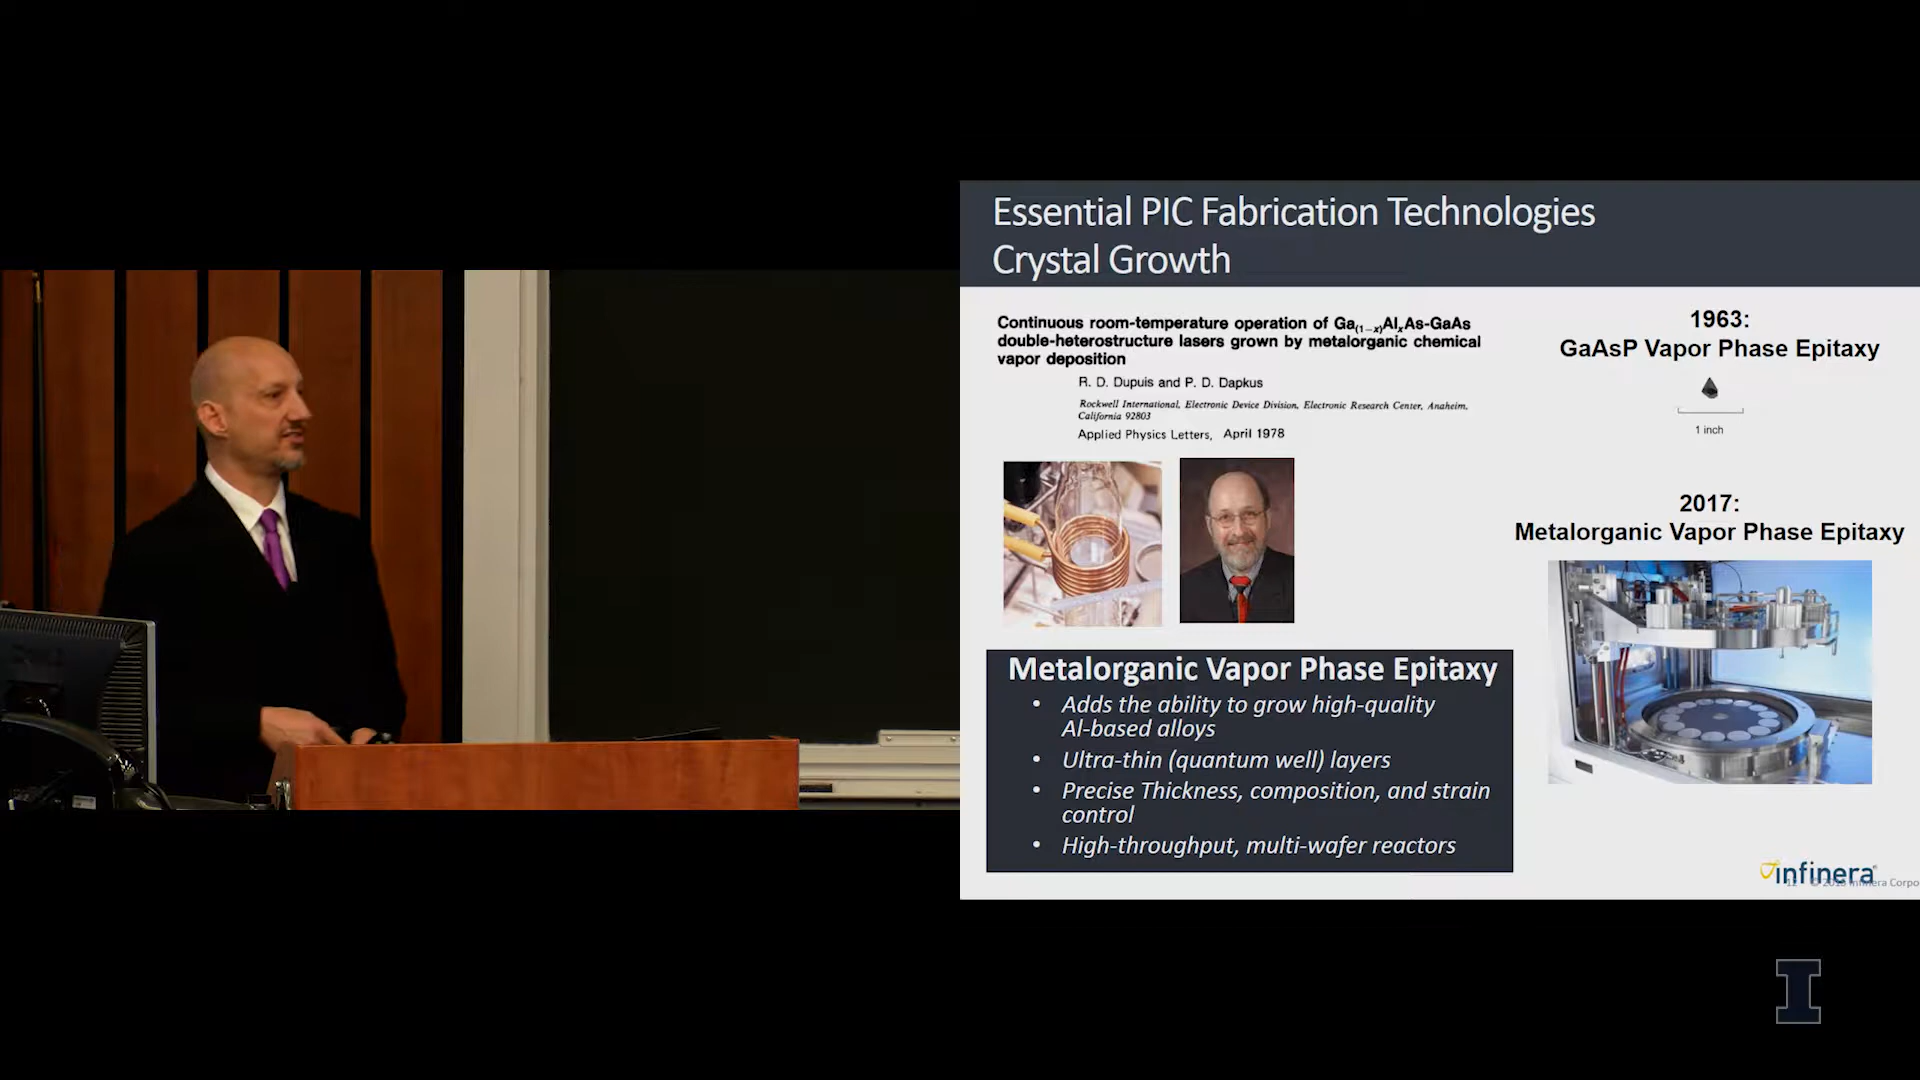 Essential PIC Fabrication Technologies
Crystal Growth
Continuous room-temperature operation of Ga(1−x)AlxAs-GaAs
double-heterostructure lasers grown by metalorganic chemical
vapor deposition
R. D. Dupuis and P. D. Dapkus
Rockwell International, Electronic Device Division, Electronic Research Center, Anaheim,
California 92803
Applied Physics Letters, April 1978
Metalorganic Vapor Phase Epitaxy
• Adds the ability to grow high-quality
Al-based alloys
• Ultra-thin (quantum well) layers
• Precise Thickness, composition, and strain
control
• High-throughput, multi-wafer reactors
1963:
GaAsP Vapor Phase Epitaxy
1 inch
2017:
Metalorganic Vapor Phase Epitaxy
infinera
Infinera Corpo
I